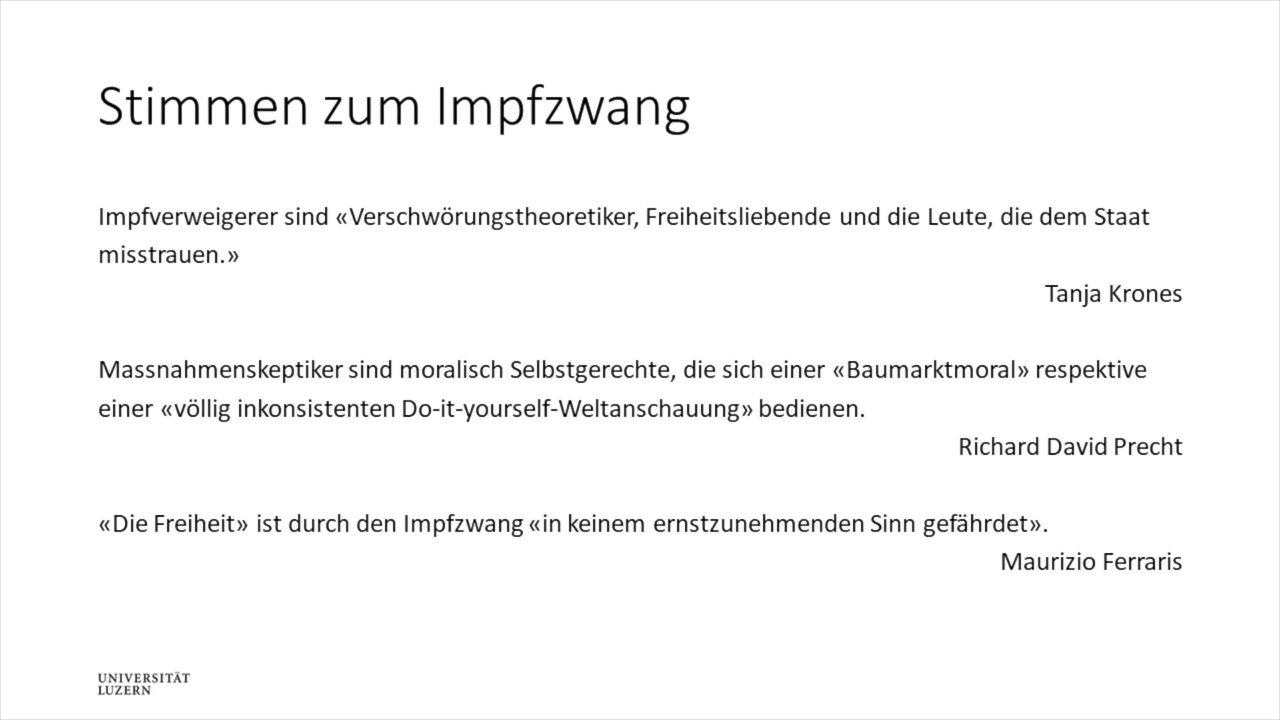 Stimmen zum Impfzwang
Impfverweigerer sind «Verschwörungstheoretiker, Freiheitsliebende und die Leute, die dem Staat
misstrauen.»
Tanja Krones
Massnahmenskeptiker sind moralisch Selbstgerechte, die sich einer «Baumarktmoral» respektive
einer «völlig inkonsistenten Do-it-yourself-Weltanschauung» bedienen.
Richard David Precht
«Die Freiheit» ist durch den Impfzwang «in keinem ernstzunehmenden Sinn gefährdet».
Maurizio Ferraris
UNIVERSITÄT
LUZERN